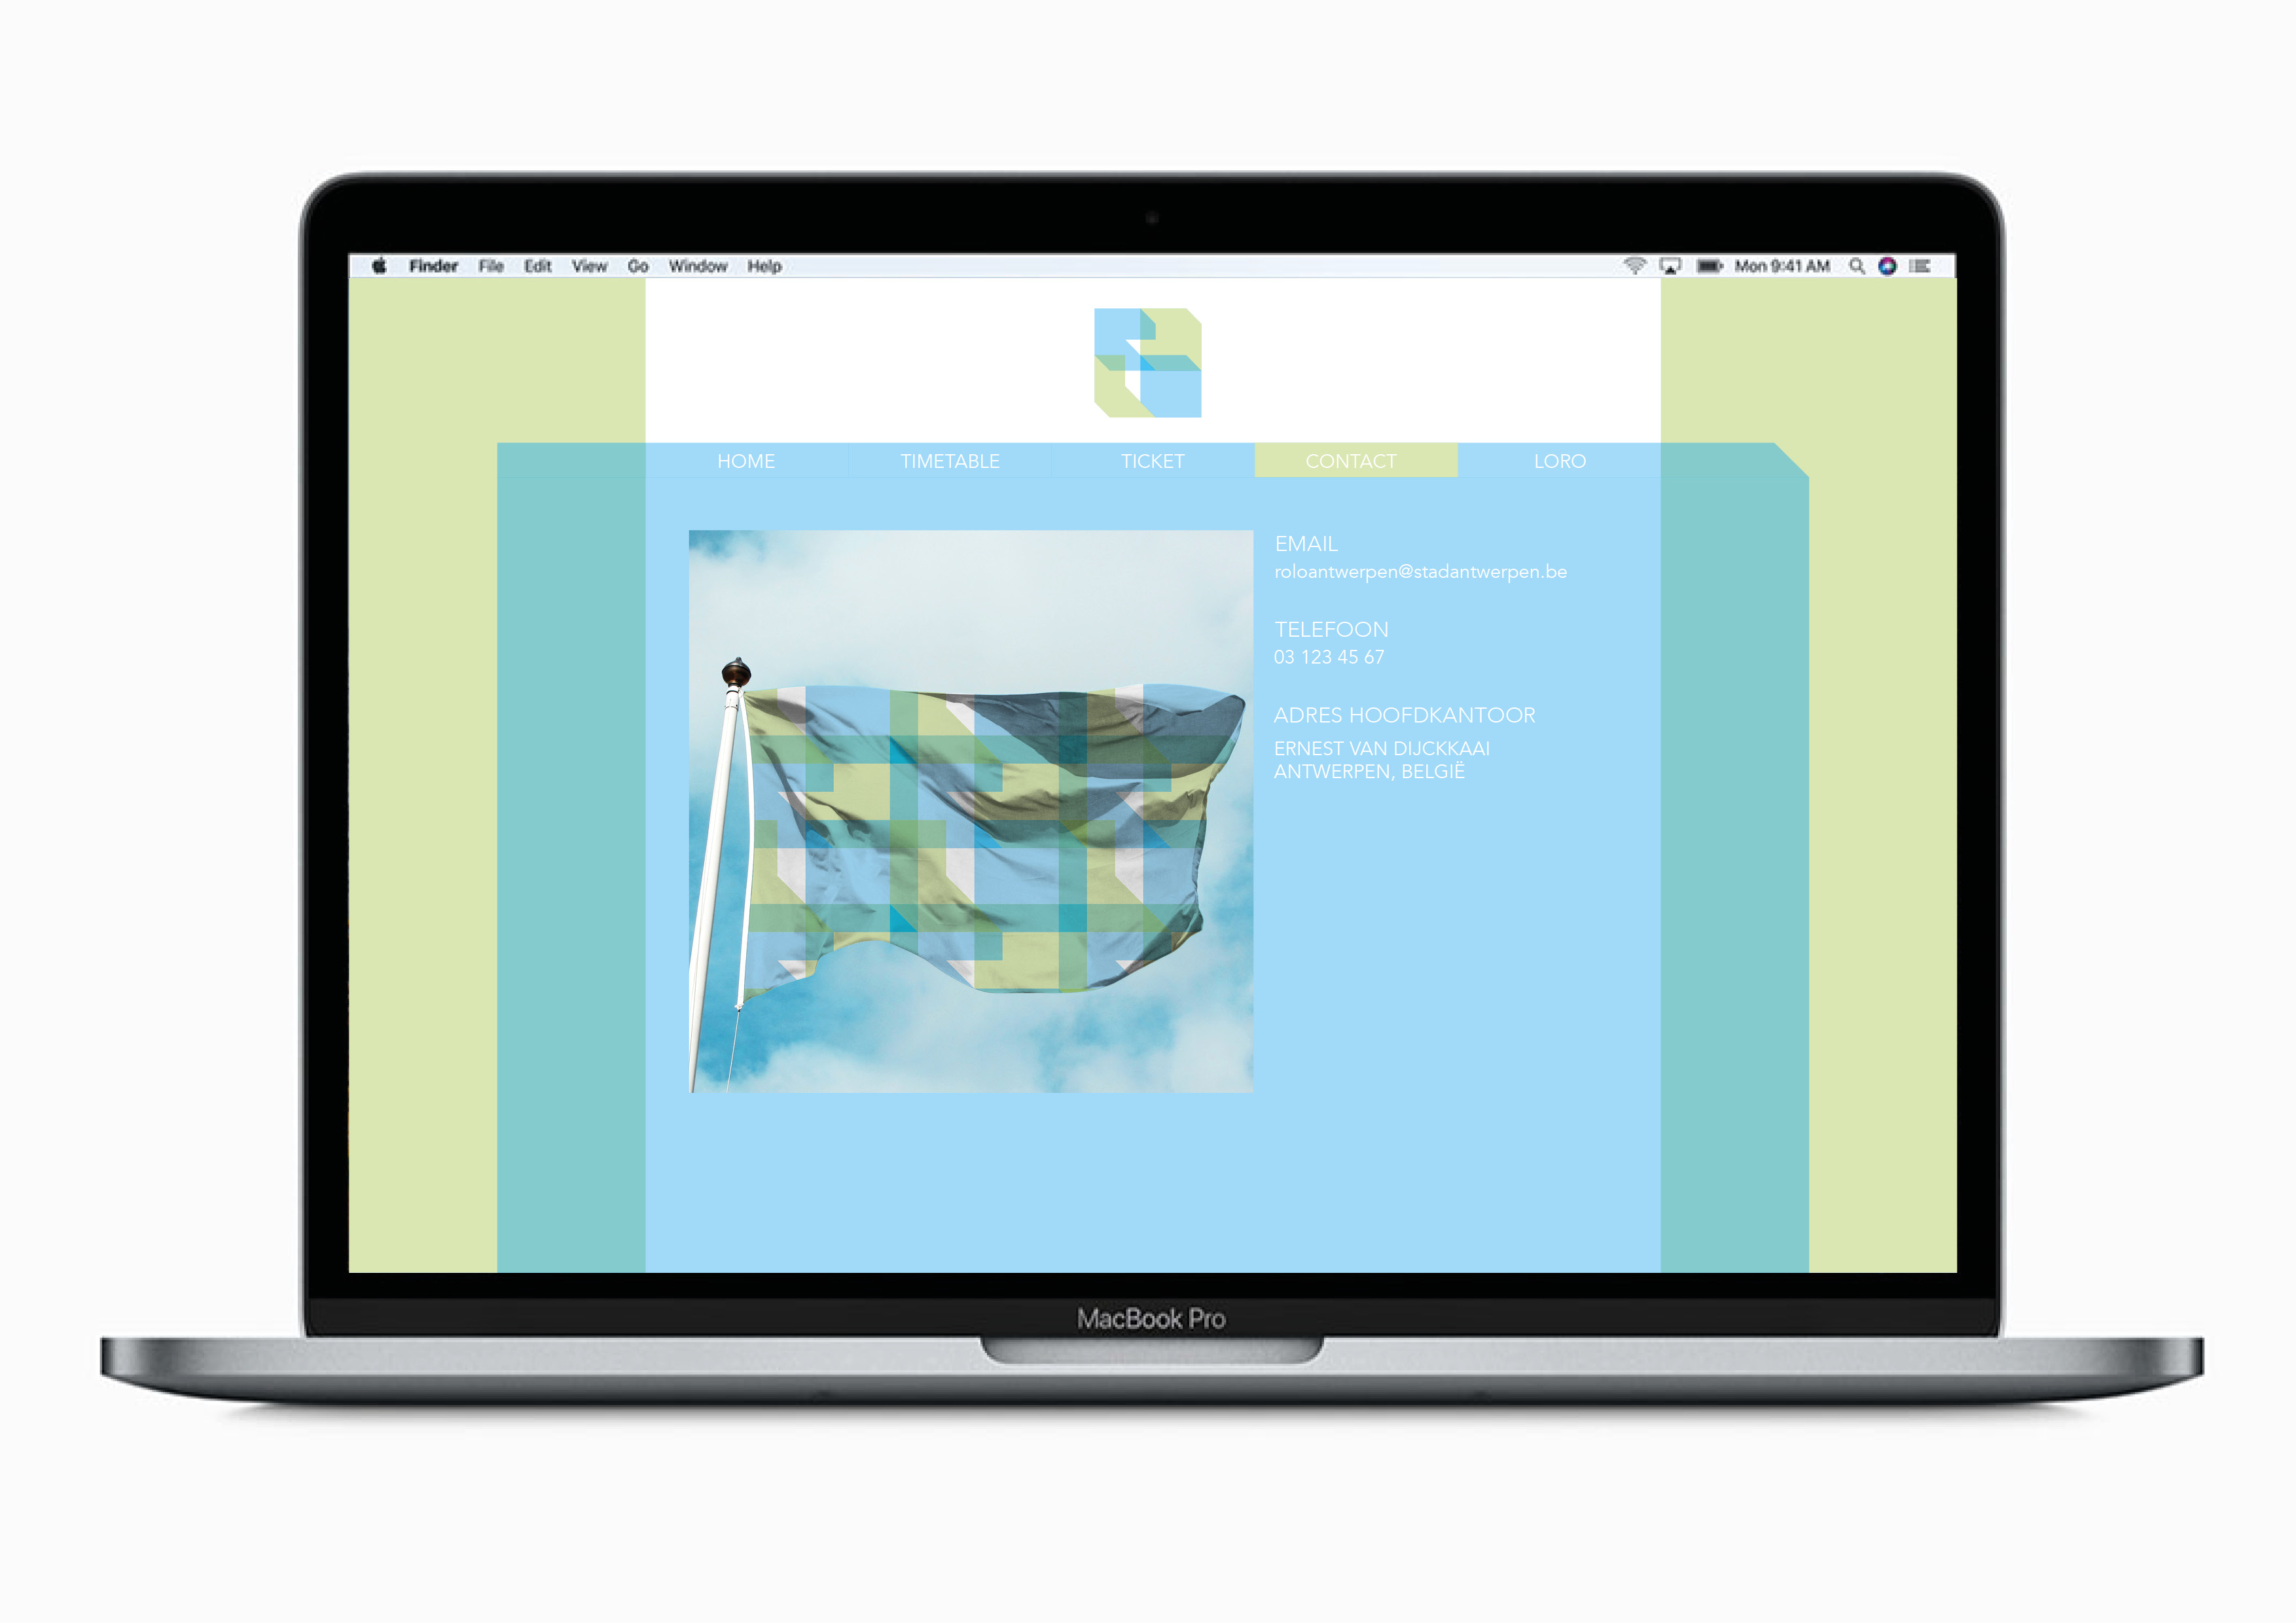 Finder File Edit View Go Window Help Mon 9:41 AM
HOME TIMETABLE TICKET CONTACT LORO
EMAIL
roloantwerpen@stadantwerpen.be
TELEFOON
03 123 45 67
ADRES HOOFDKANTOOR
ERNEST VAN DIJCKKAAI
ANTWERPEN, BELGIË
MacBook Pro